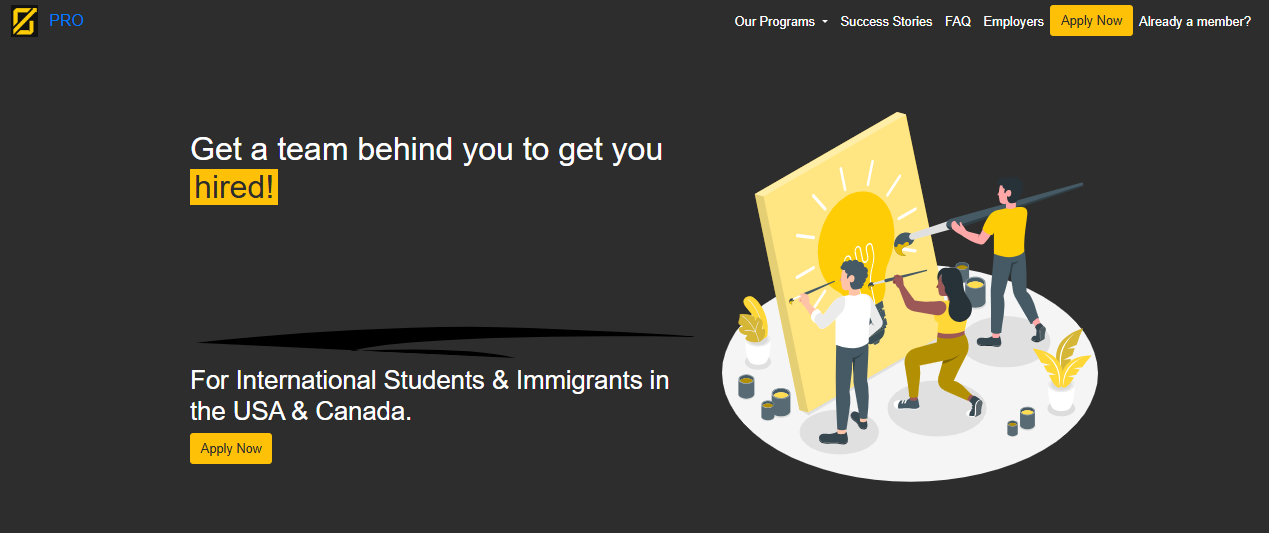 PRO
Our Programs
Success Stories
FAQ
Employers
Apply Now
Already a member?
Get a team behind you to get you
hired!
For International Students & Immigrants in
the USA & Canada.
Apply Now